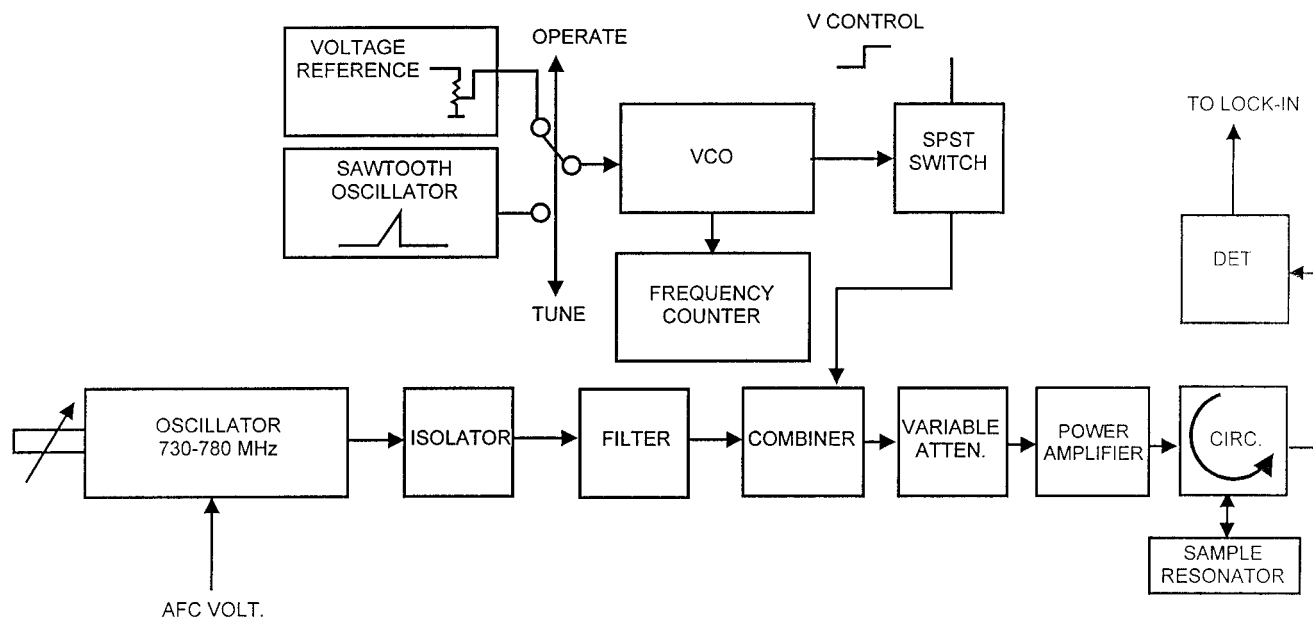 V CONTROL
OPERATE
VOLTAGE
REFERENCE
SAWTOOTH
OSCILLATOR
TUNE
VCO
FREQUENCY
COUNTER
SPST
SWITCH
TO LOCK-IN
DET
OSCILLATOR
730-780 MHz
ISOLATOR
FILTER
COMBINER
VARIABLE
ATTEN.
POWER
AMPLIFIER
CIRC.
SAMPLE
RESONATOR
AFC VOLT.